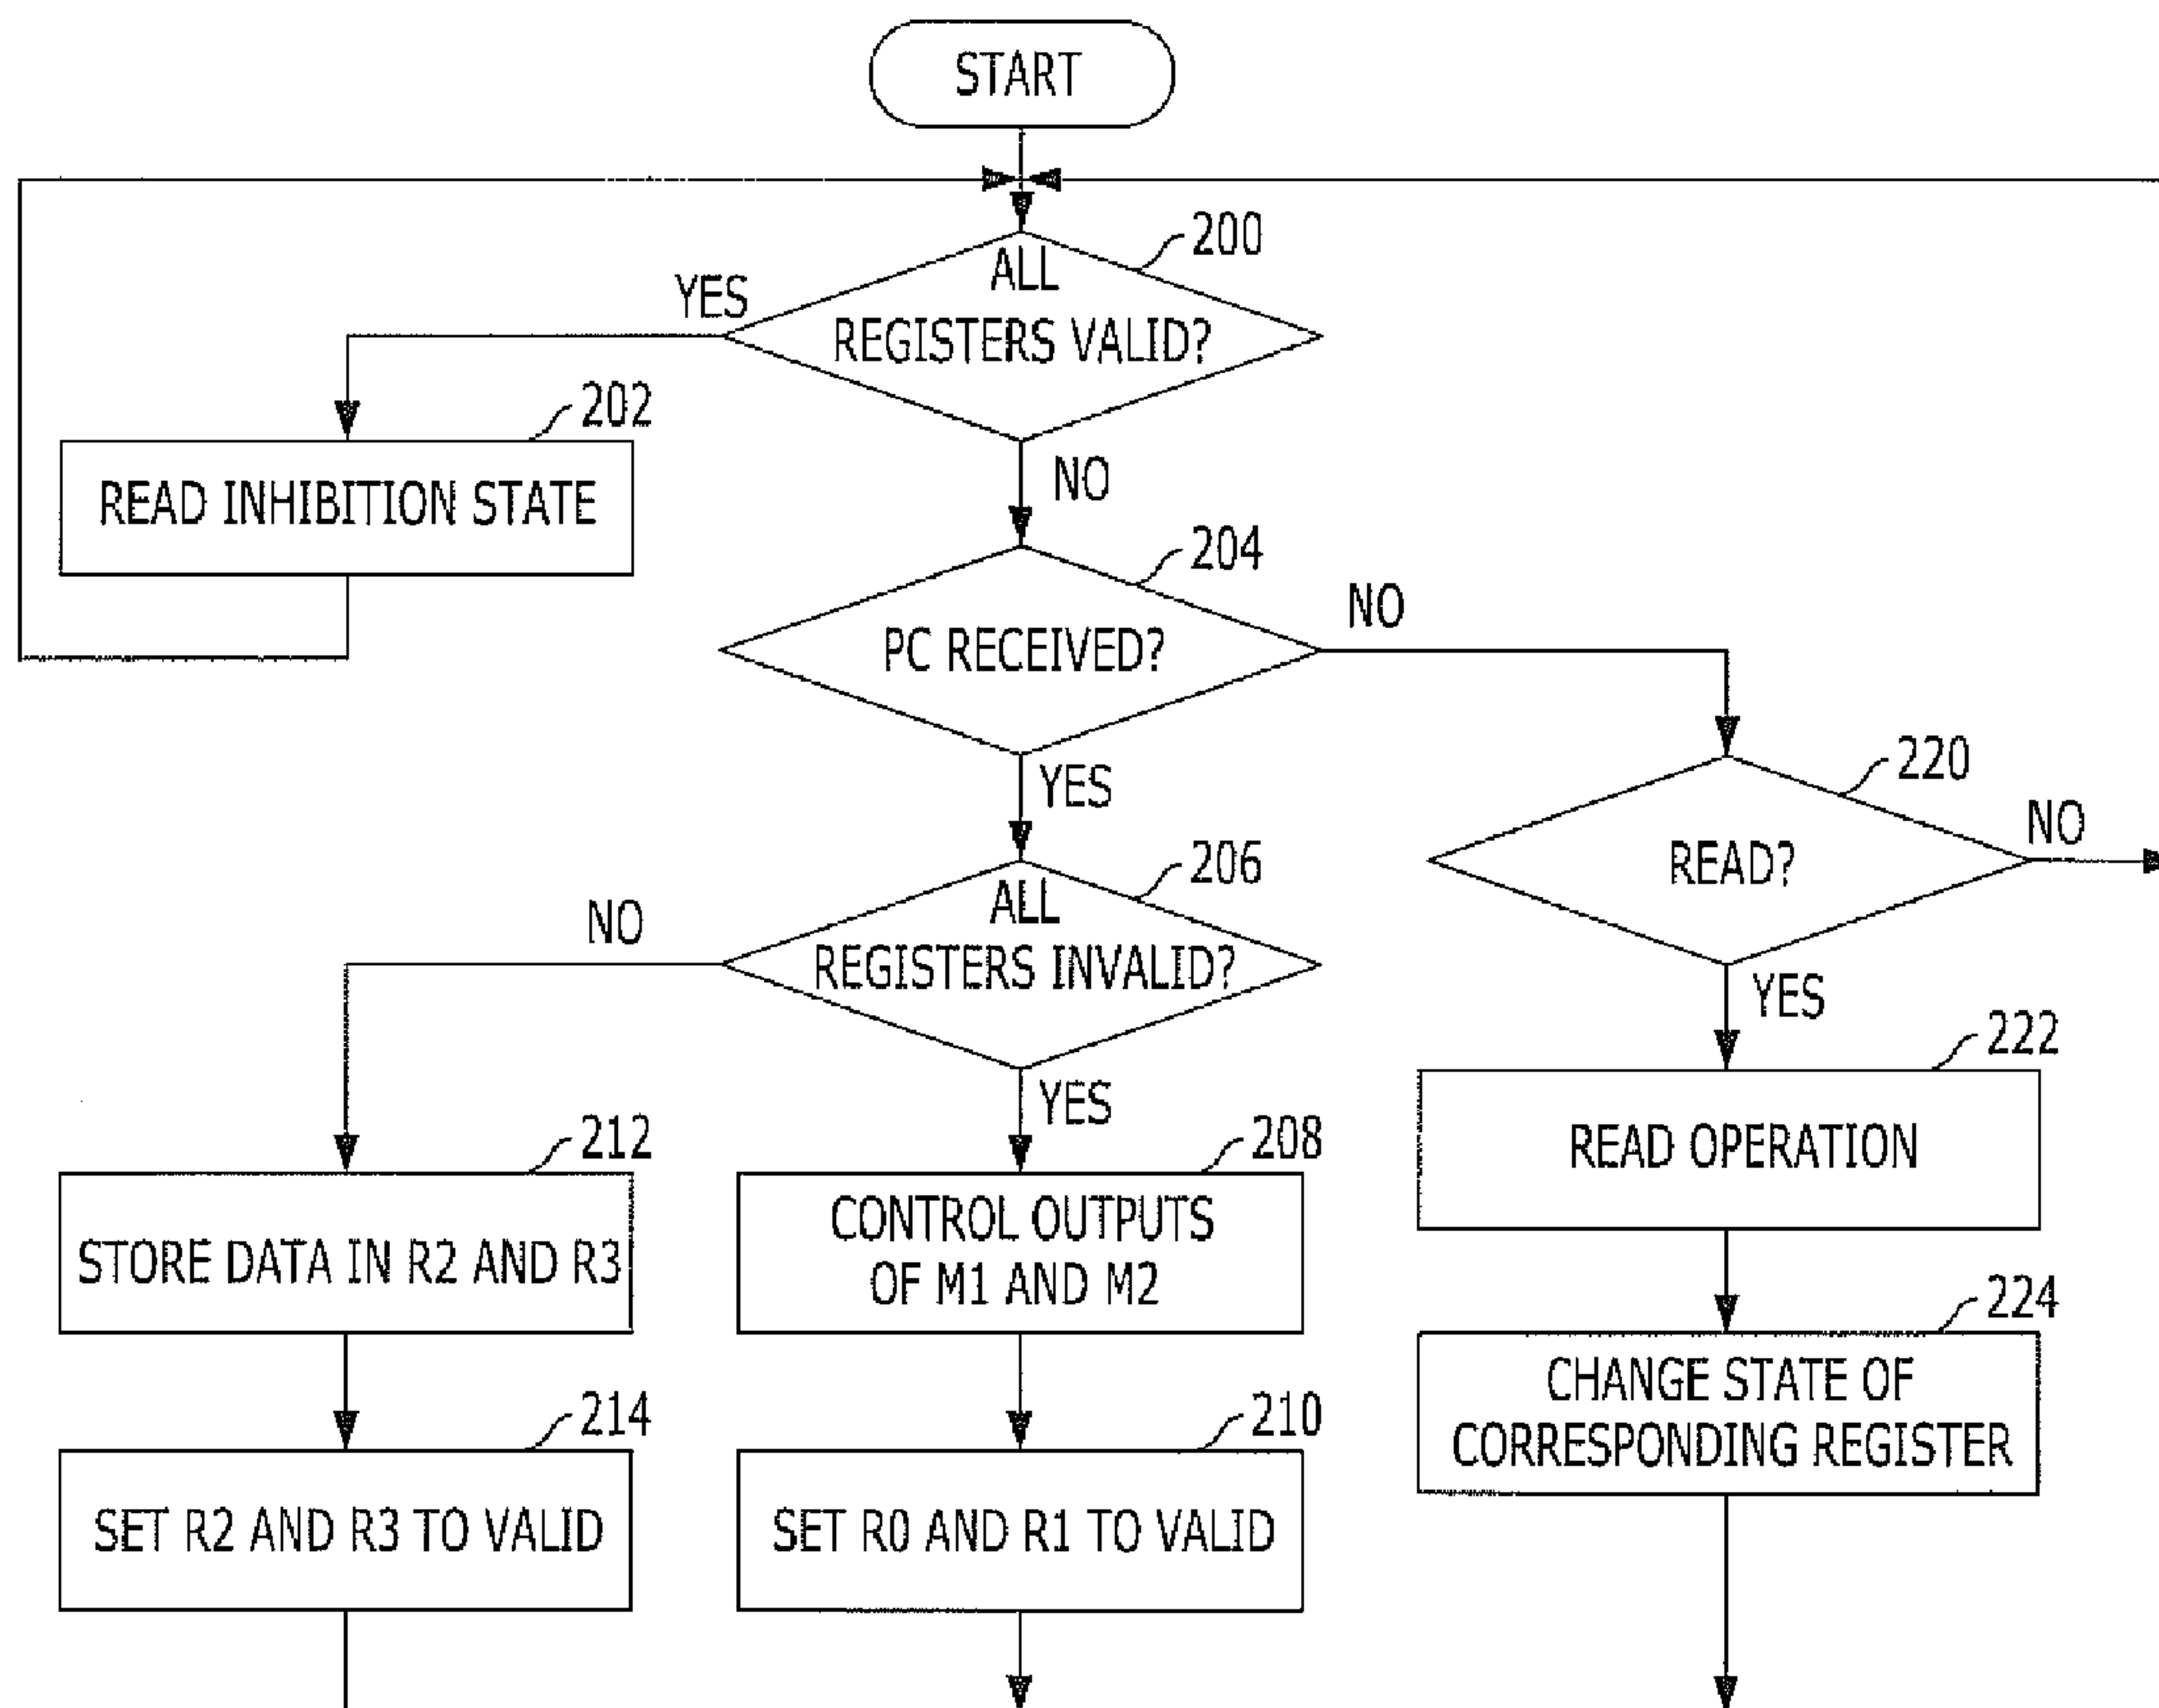 START
200
ALL
REGISTERS VALID?
YES
202
READ INHIBITION STATE
NO
204
PC RECEIVED?
NO
YES
220
READ?
NO
206
ALL
REGISTERS INVALID?
NO
YES
YES
222
READ OPERATION
212
STORE DATA IN R2 AND R3
208
CONTROL OUTPUTS
OF M1 AND M2
224
CHANGE STATE OF
CORRESPONDING REGISTER
214
SET R2 AND R3 TO VALID
210
SET R0 AND R1 TO VALID